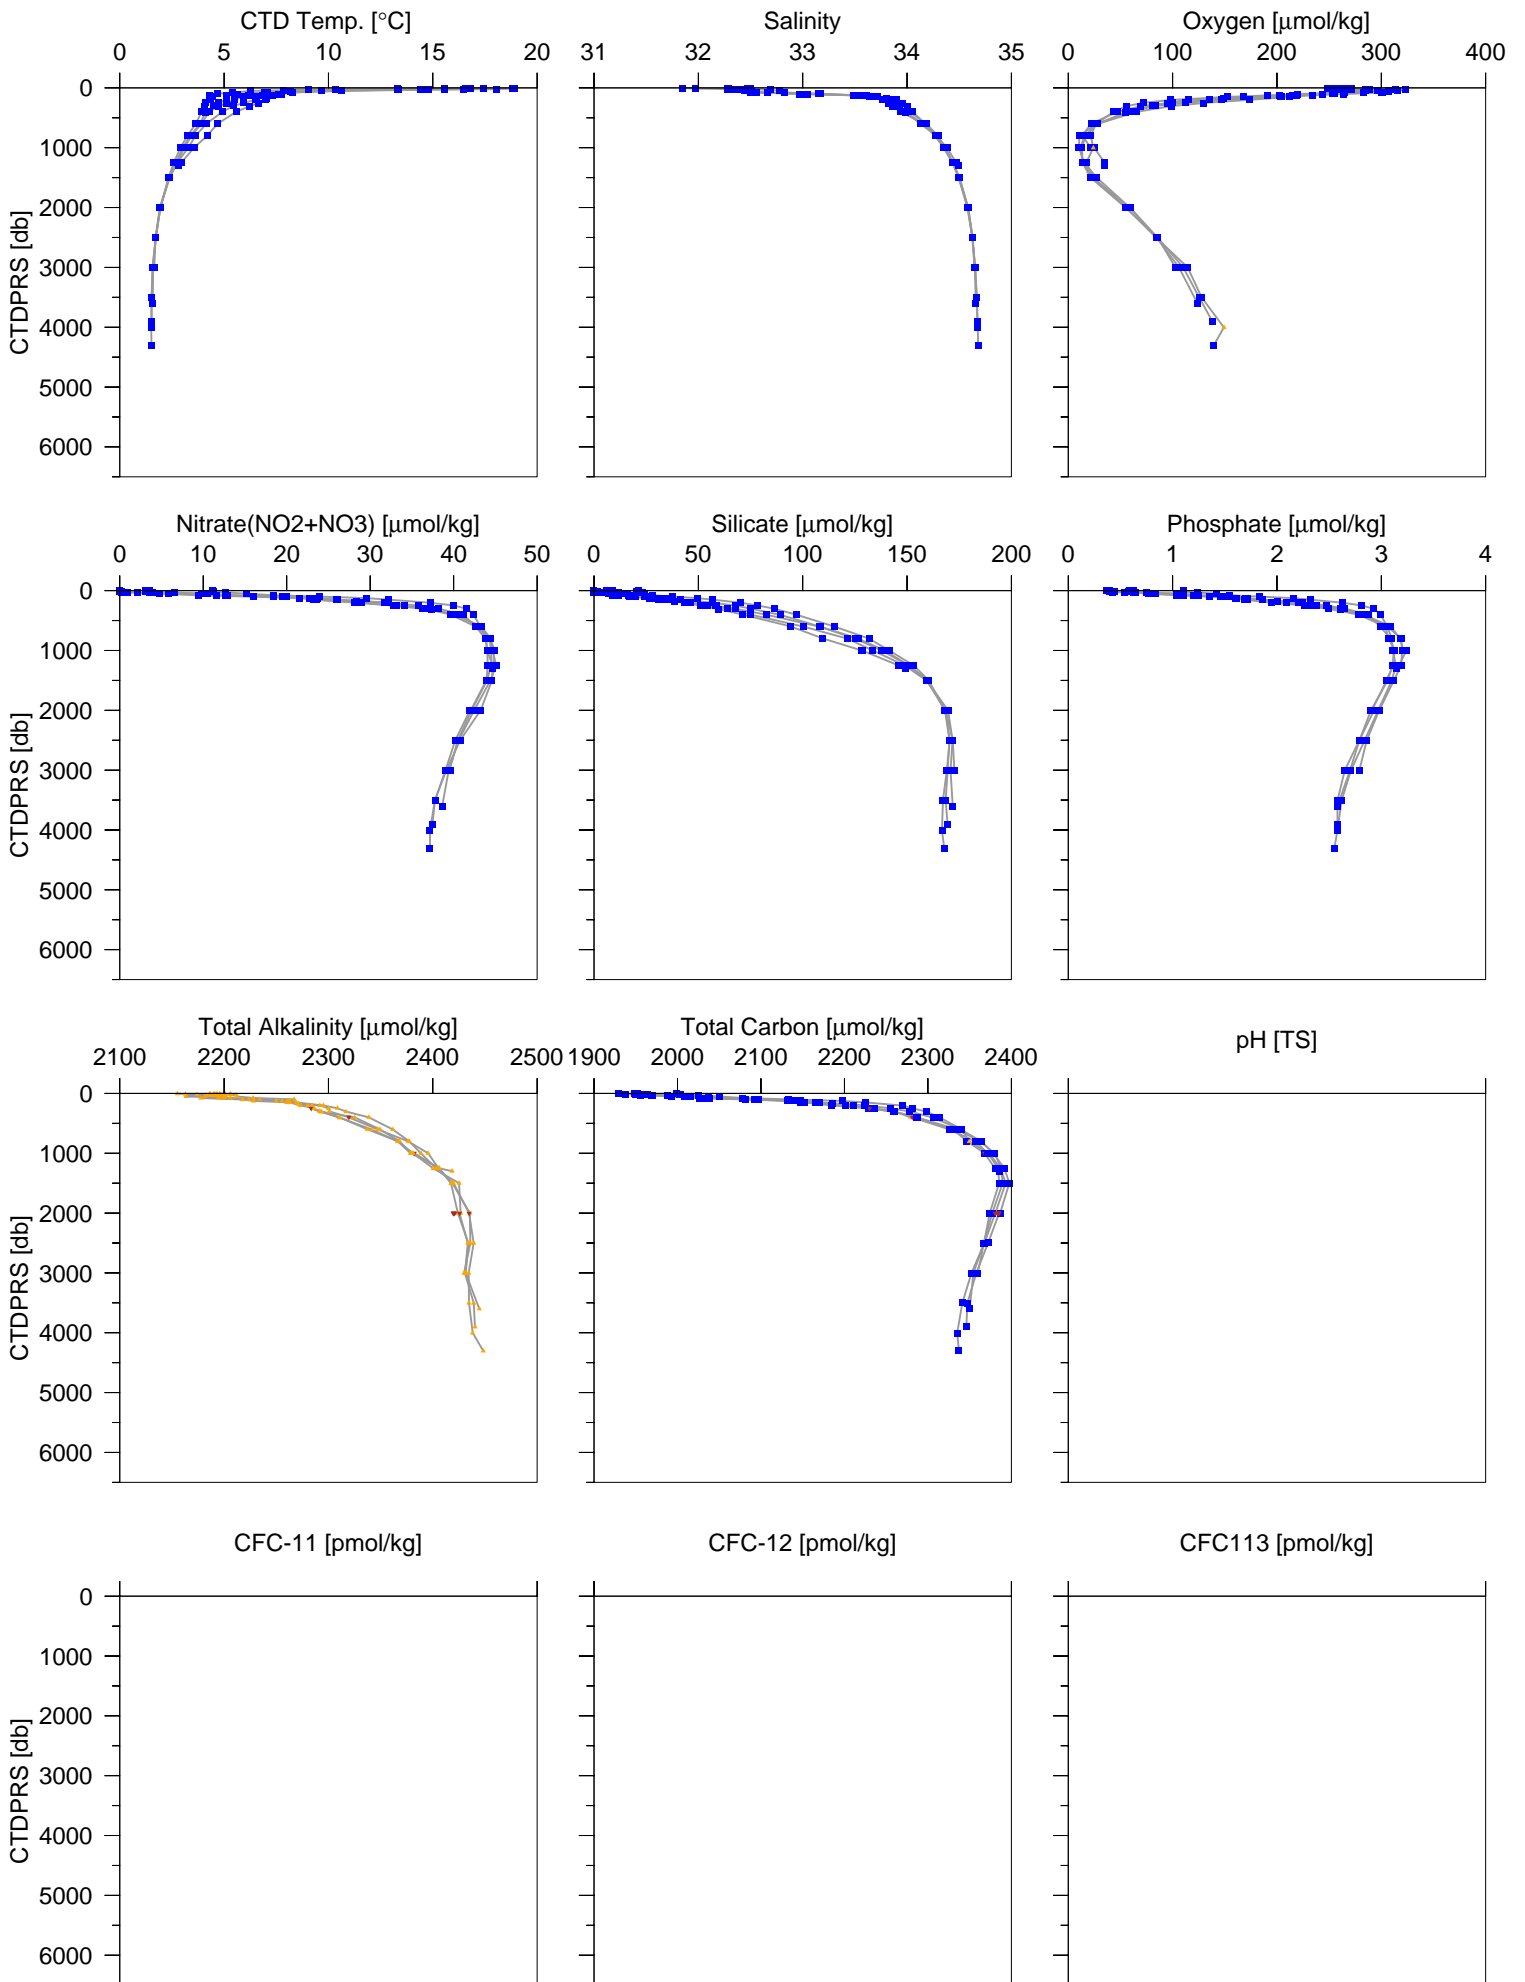 CTD Temp. [°C] Salinity Oxygen [μmol/kg]
0 5 10 15 20 31 32 33 34 35 0 100 200 300 400
0
1000
2000
3000
4000
5000
6000
CTDPRS [db]
Nitrate(NO2+NO3) [μmol/kg] Silicate [μmol/kg] Phosphate [μmol/kg]
0 10 20 30 40 50 0 50 100 150 200 0 1 2 3 4
0
1000
2000
3000
4000
5000
6000
CTDPRS [db]
Total Alkalinity [μmol/kg] Total Carbon [μmol/kg] pH [TS]
2100 2200 2300 2400 2500 1900 2000 2100 2200 2300 2400
0
1000
2000
3000
4000
5000
6000
CTDPRS [db]
CFC-11 [pmol/kg] CFC-12 [pmol/kg] CFC113 [pmol/kg]
0
1000
2000
3000
4000
5000
6000
CTDPRS [db]